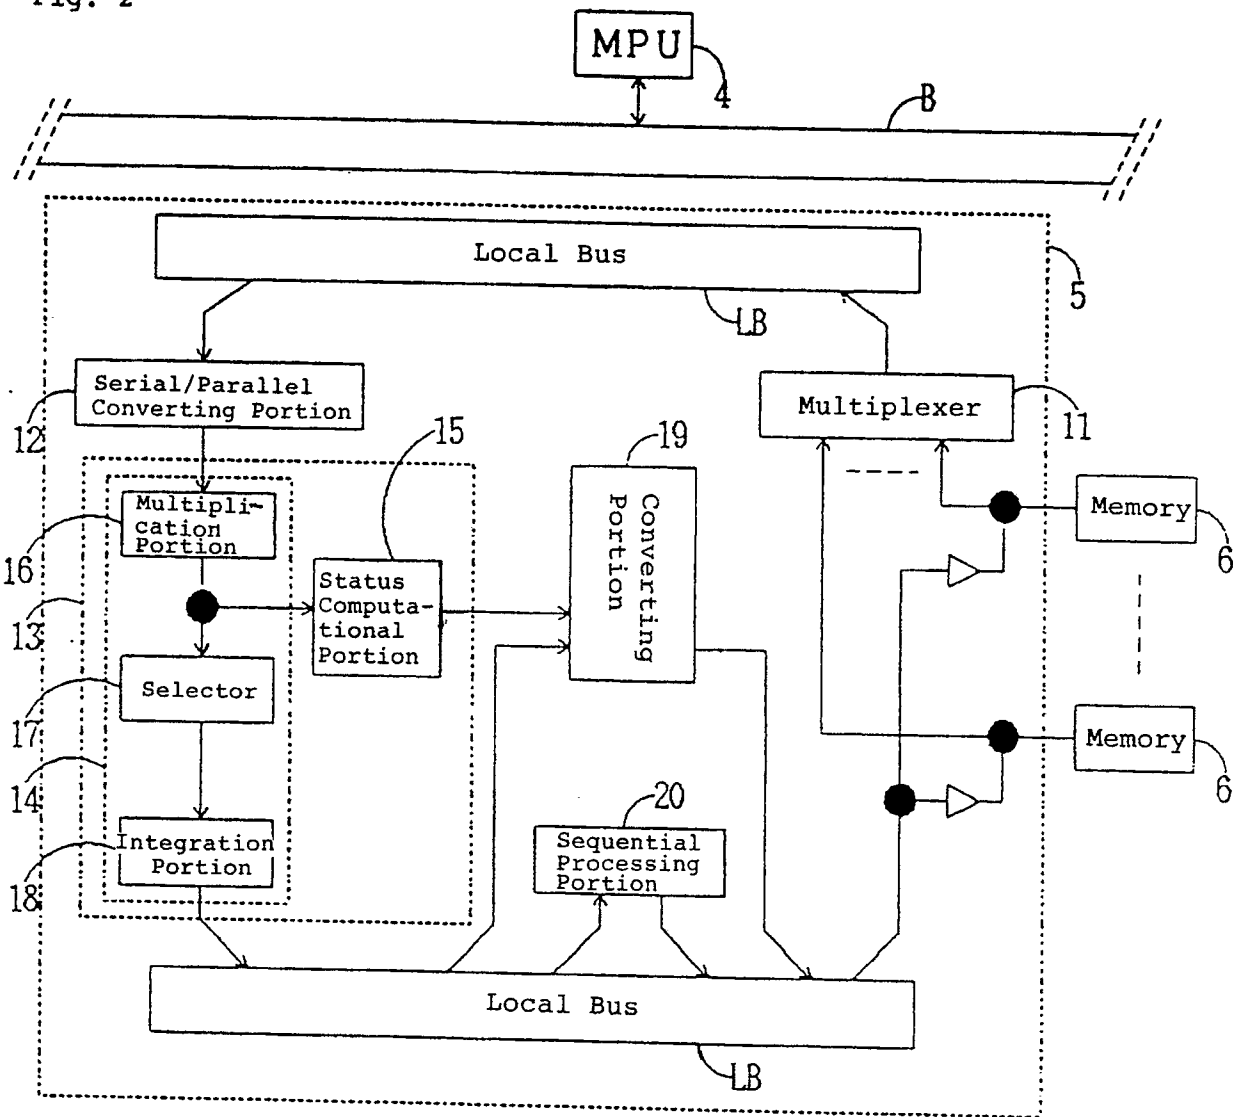 Fig. 2
MPU
4
B
Local Bus
LB
5
Serial/Parallel
Converting Portion
12
Multiplexer
11
15
19
Multipli-
cation
Portion
16
Status
Computa-
tional
Portion
Converting
Portion
Memory
6
13
Selector
17
Memory
6
14
20
Integration
Portion
18
Sequential
Processing
Portion
Local Bus
LB